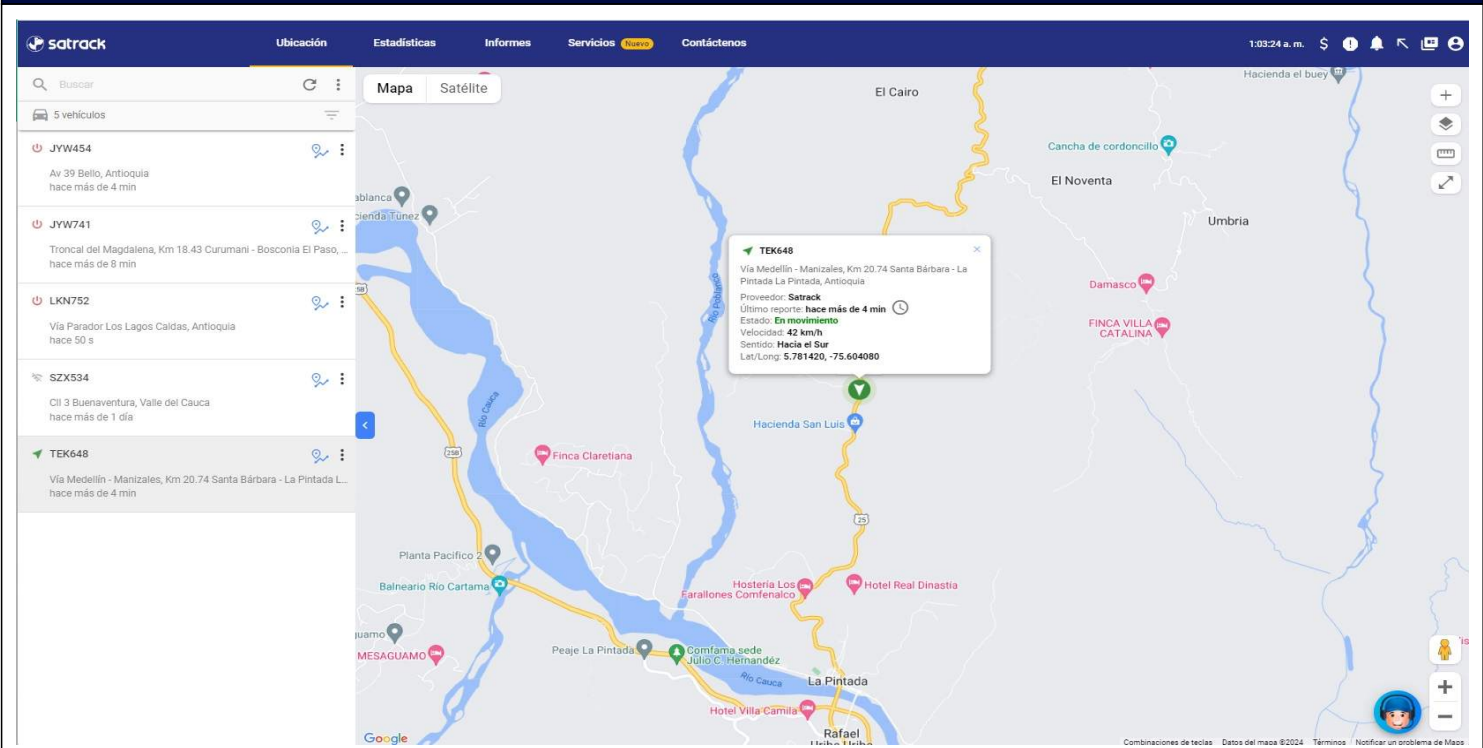 satrack
Ubicación
Estadísticas
Informes
Servicios Nuevo
Contáctenos
1:03:24 a. m.
Buscar
5 vehículos
JYW454
Av 39 Bello, Antioquia
hace más de 4 min
JYW741
Troncal del Magdalena, Km 18.43 Curumani - Bosconia El Paso, ...
hace más de 8 min
LKN752
Vía Parador Los Lagos Caldas, Antioquia
hace 50 s
SZX534
Cll 3 Buenaventura, Valle del Cauca
hace más de 1 día
TEK648
Vía Medellín - Manizales, Km 20.74 Santa Bárbara - La Pintada L...
hace más de 4 min
Mapa Satélite
El Cairo
Hacienda el buey
Cancha de cordoncillo
El Noventa
Umbria
ablanca
cienda Túnez
TEK648
Vía Medellín - Manizales, Km 20.74 Santa Bárbara - La
Pintada La Pintada, Antioquia
Proveedor: Satrack
Último reporte: hace más de 4 min
Estado: En movimiento
Velocidad: 42 km/h
Sentido: Hacia el Sur
Lat/Long: 5.781420, -75.604080
Río Poblanco
Damasco
FINCA VILLA
CATALINA
Río Cauca
Hacienda San Luis
25B
Finca Claretiana
25
Planta Pacifico 2
Balneario Río Cartama
Hostería Los
Farallones Comfenalco
Hotel Real Dinastía
uamo
MESAGUAMO
Peaje La Pintada
Comfama sede
Julio C. Hernandéz
Río Cauca
La Pintada
Hotel Villa Camila
Rafael
Uribe Uribe
Google
Combinaciones de teclas
Datos del mapa ©2024
Términos
Notificar un problema de Maps